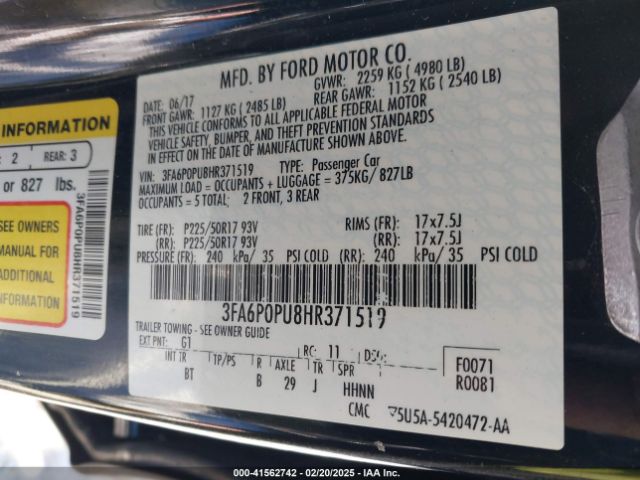 MFD. BY FORD MOTOR CO.
DATE: 06/17
GVWR: 2259 KG ( 4980 LB)
FRONT GAWR: 1127 KG ( 2485 LB)
REAR GAWR: 1152 KG ( 2540 LB)
THIS VEHICLE CONFORMS TO ALL APPLICABLE FEDERAL MOTOR
VEHICLE SAFETY, BUMPER, AND THEFT PREVENTION STANDARDS
IN EFFECT ON THE DATE OF MANUFACTURE SHOWN ABOVE.
VIN: 3FA6P0PU8HR371519 TYPE: Passenger Car
MAXIMUM LOAD = OCCUPANTS + LUGGAGE = 375KG/ 827LB
OCCUPANTS = 5 TOTAL; 2 FRONT, 3 REAR
TIRE (FR): P225/50R17 93V RIMS (FR): 17x7.5J
(RR): P225/50R17 93V (RR): 17x7.5J
PRESSURE (FR): 240 kPa/ 35 PSI COLD (RR): 240 kPa/ 35 PSI COLD
3FA6P0PU8HR371519
TRAILER TOWING - SEE OWNER GUIDE
EXT PNT: G1 RC: 11 DSO: F0071
INT TR TP/PS R AXLE TR SPR R0081
BT B 29 J HHNN
CMC 5U5A-5420472-AA
INFORMATION
: 2 REAR: 3
or 827 lbs.
SEE OWNERS
MANUAL FOR
ADDITIONAL
INFORMATION
3FA6P0PU8HR371519
000-41562742 - 02/20/2025 - IAA Inc.